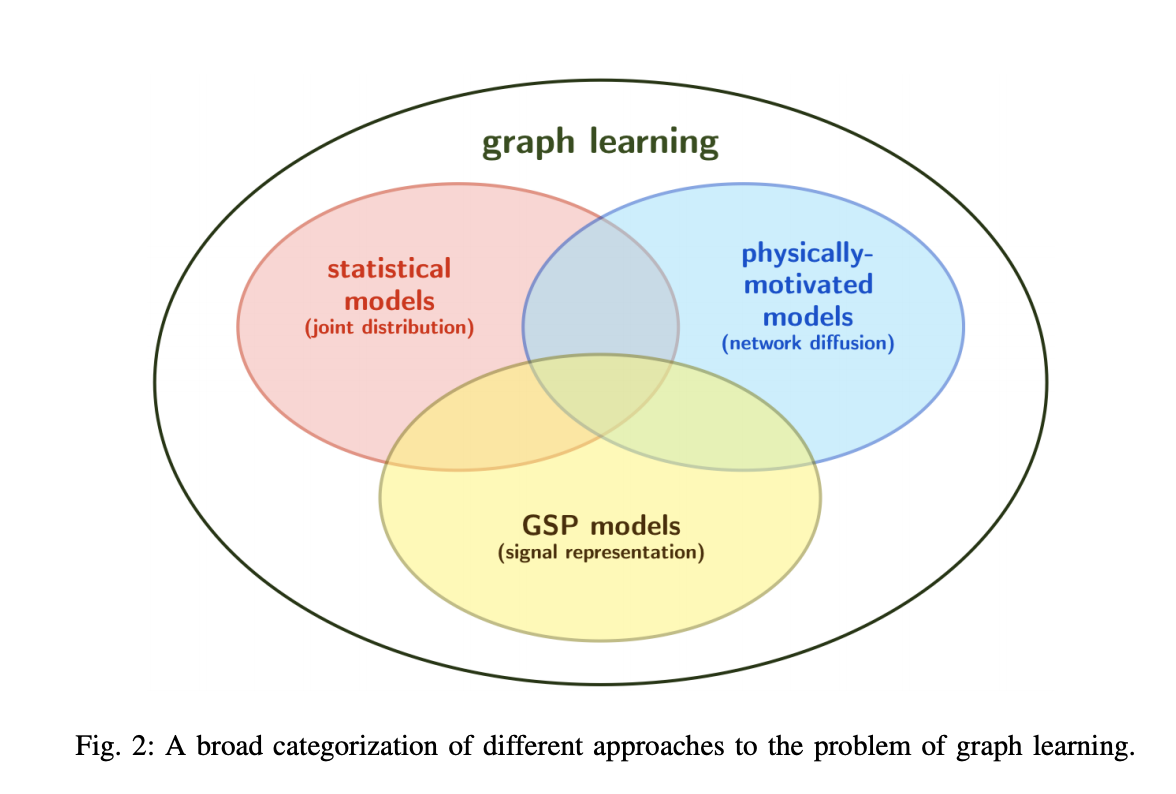 graph learning
statistical
models
(joint distribution)
physically-
motivated
models
(network diffusion)
GSP models
(signal representation)
Fig. 2: A broad categorization of different approaches to the problem of graph learning.